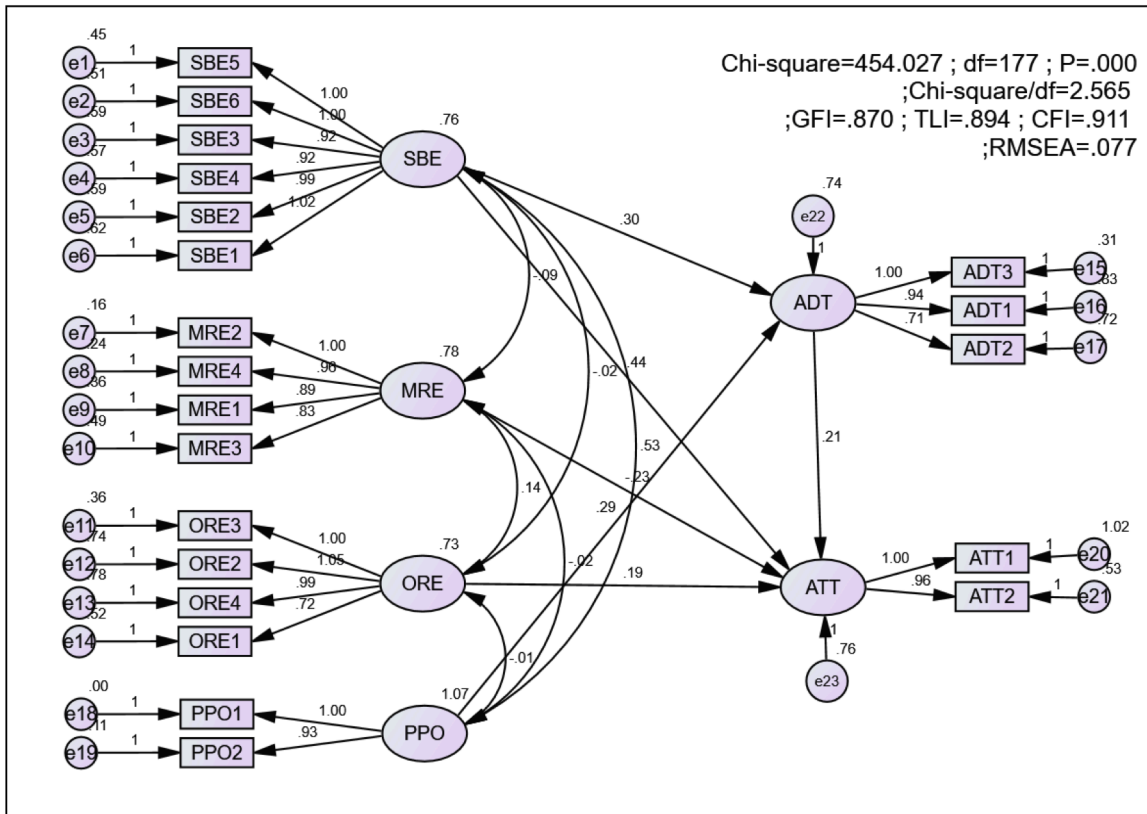 Chi-square=454.027 ; df=177 ; P=.000
;Chi-square/df=2.565
;GFI=.870 ; TLI=.894 ; CFI=.911
;RMSEA=.077
.45
e1 1 SBE5
.51
e2 1 SBE6
.59
e3 1 SBE3
.57
e4 1 SBE4
.59
e5 1 SBE2
.62
e6 1 SBE1
1.00
1.00
.92
.92
.99
1.02
.76
SBE
.16
e7 1 MRE2
.24
e8 1 MRE4
.36
e9 1 MRE1
.49
e10 1 MRE3
1.00
.96
.89
.83
.78
MRE
.36
e11 1 ORE3
.74
e12 1 ORE2
.78
e13 1 ORE4
.52
e14 1 ORE1
1.00
1.05
.99
.72
.73
ORE
.00
e18 1 PPO1
.11
e19 1 PPO2
1.00
.93
1.07
PPO
.30
-.09
-.02
.44
.53
-.23
.14
.29
-.02
.19
-.01
.21
.74
e22
1
ADT
1.00
.94
.71
ADT3 1 e15
.31
ADT1 1 e16
.83
ADT2 1 e17
.72
ATT
1.00
.96
ATT1 1 e20
1.02
ATT2 1 e21
.53
1
.76
e23